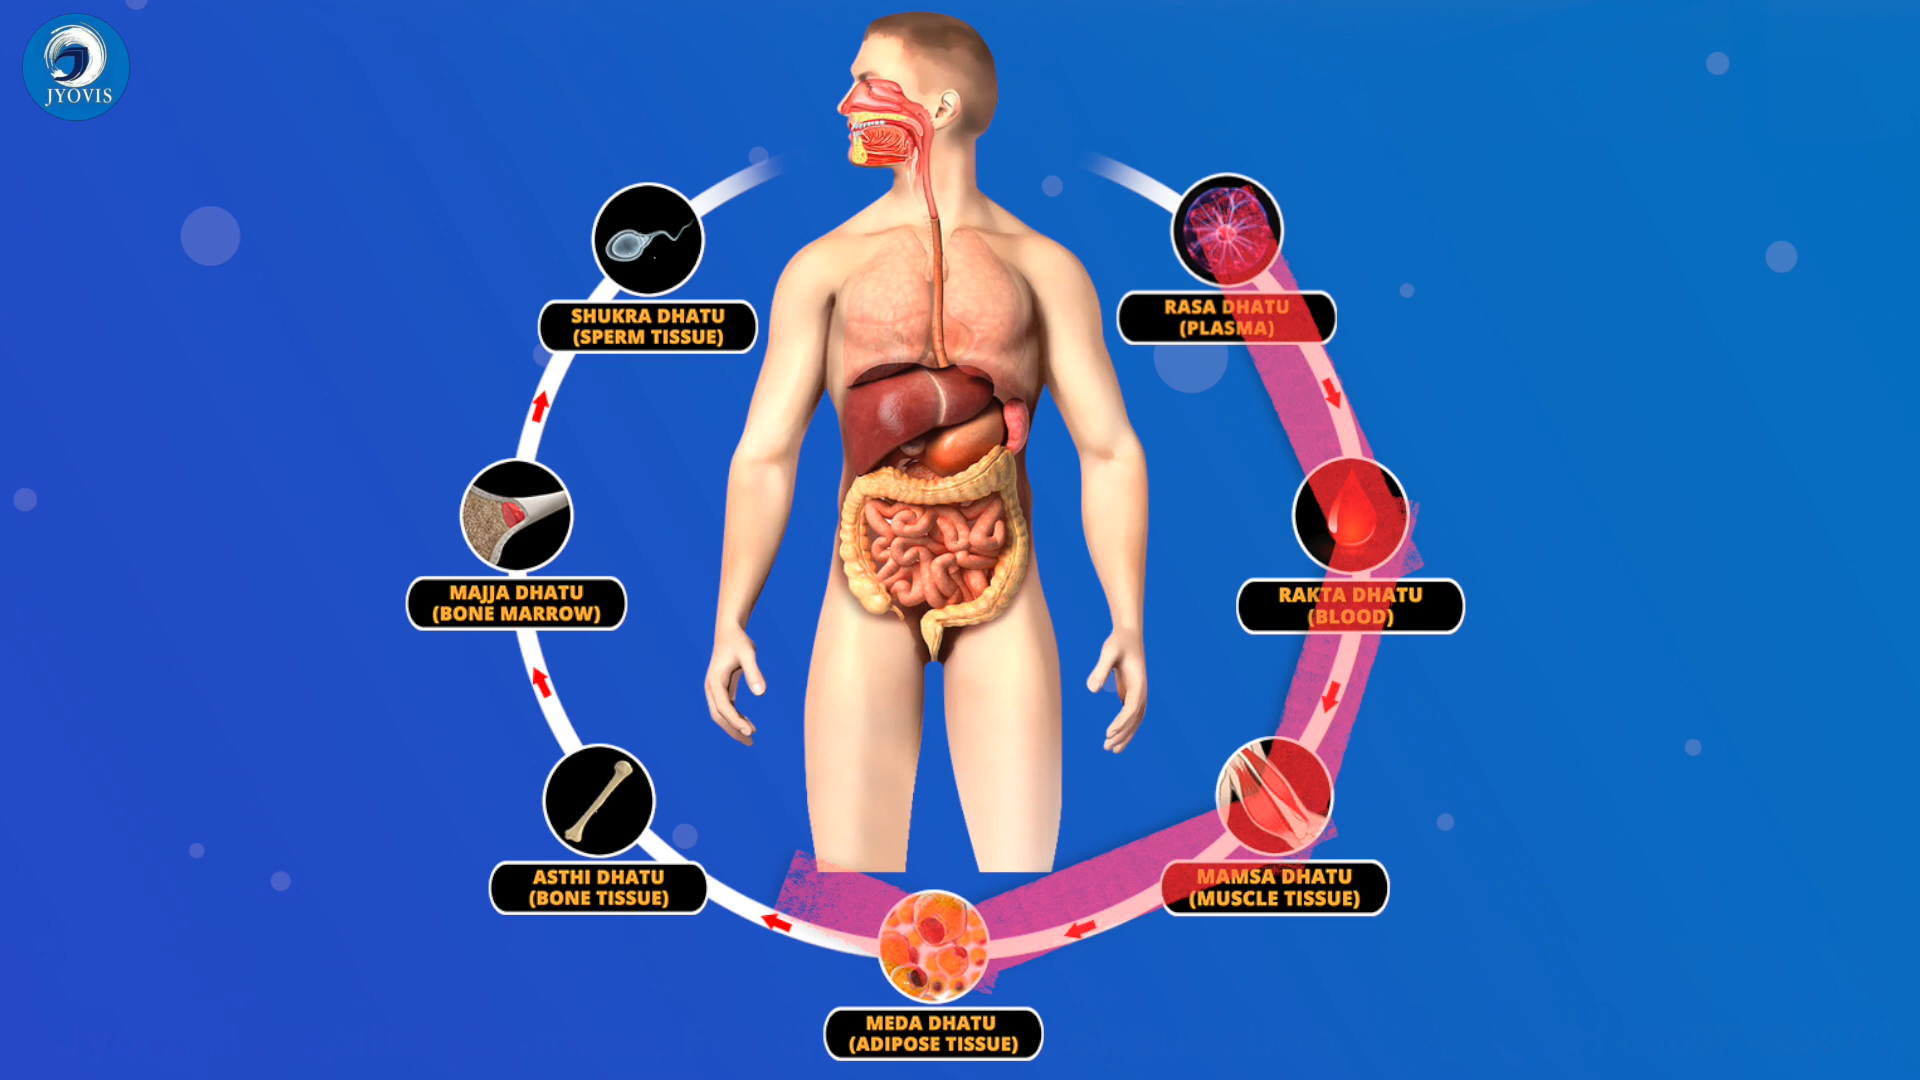 JYOVIS
SHUKRA DHATU
(SPERM TISSUE)
RASA DHATU
(PLASMA)
MAJJA DHATU
(BONE MARROW)
RAKTA DHATU
(BLOOD)
ASTHI DHATU
(BONE TISSUE)
MAMSA DHATU
(MUSCLE TISSUE)
MEDA DHATU
(ADIPOSE TISSUE)